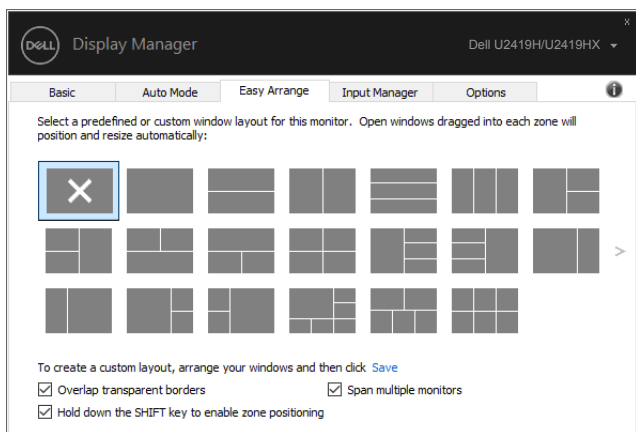 x
DELL Display Manager Dell U2419H/U2419HX
Basic Auto Mode Easy Arrange Input Manager Options i
Select a predefined or custom window layout for this monitor. Open windows dragged into each zone will
position and resize automatically:
>
To create a custom layout, arrange your windows and then click Save
Overlap transparent borders Span multiple monitors
Hold down the SHIFT key to enable zone positioning